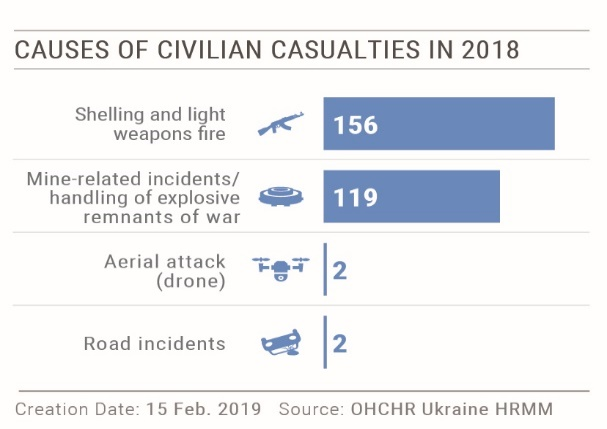 CAUSES OF CIVILIAN CASUALTIES IN 2018
Shelling and light
weapons fire
156
Mine-related incidents/
handling of explosive
remnants of war
119
Aerial attack
(drone)
2
Road incidents
2
Creation Date: 15 Feb. 2019 Source: OHCHR Ukraine HRMM